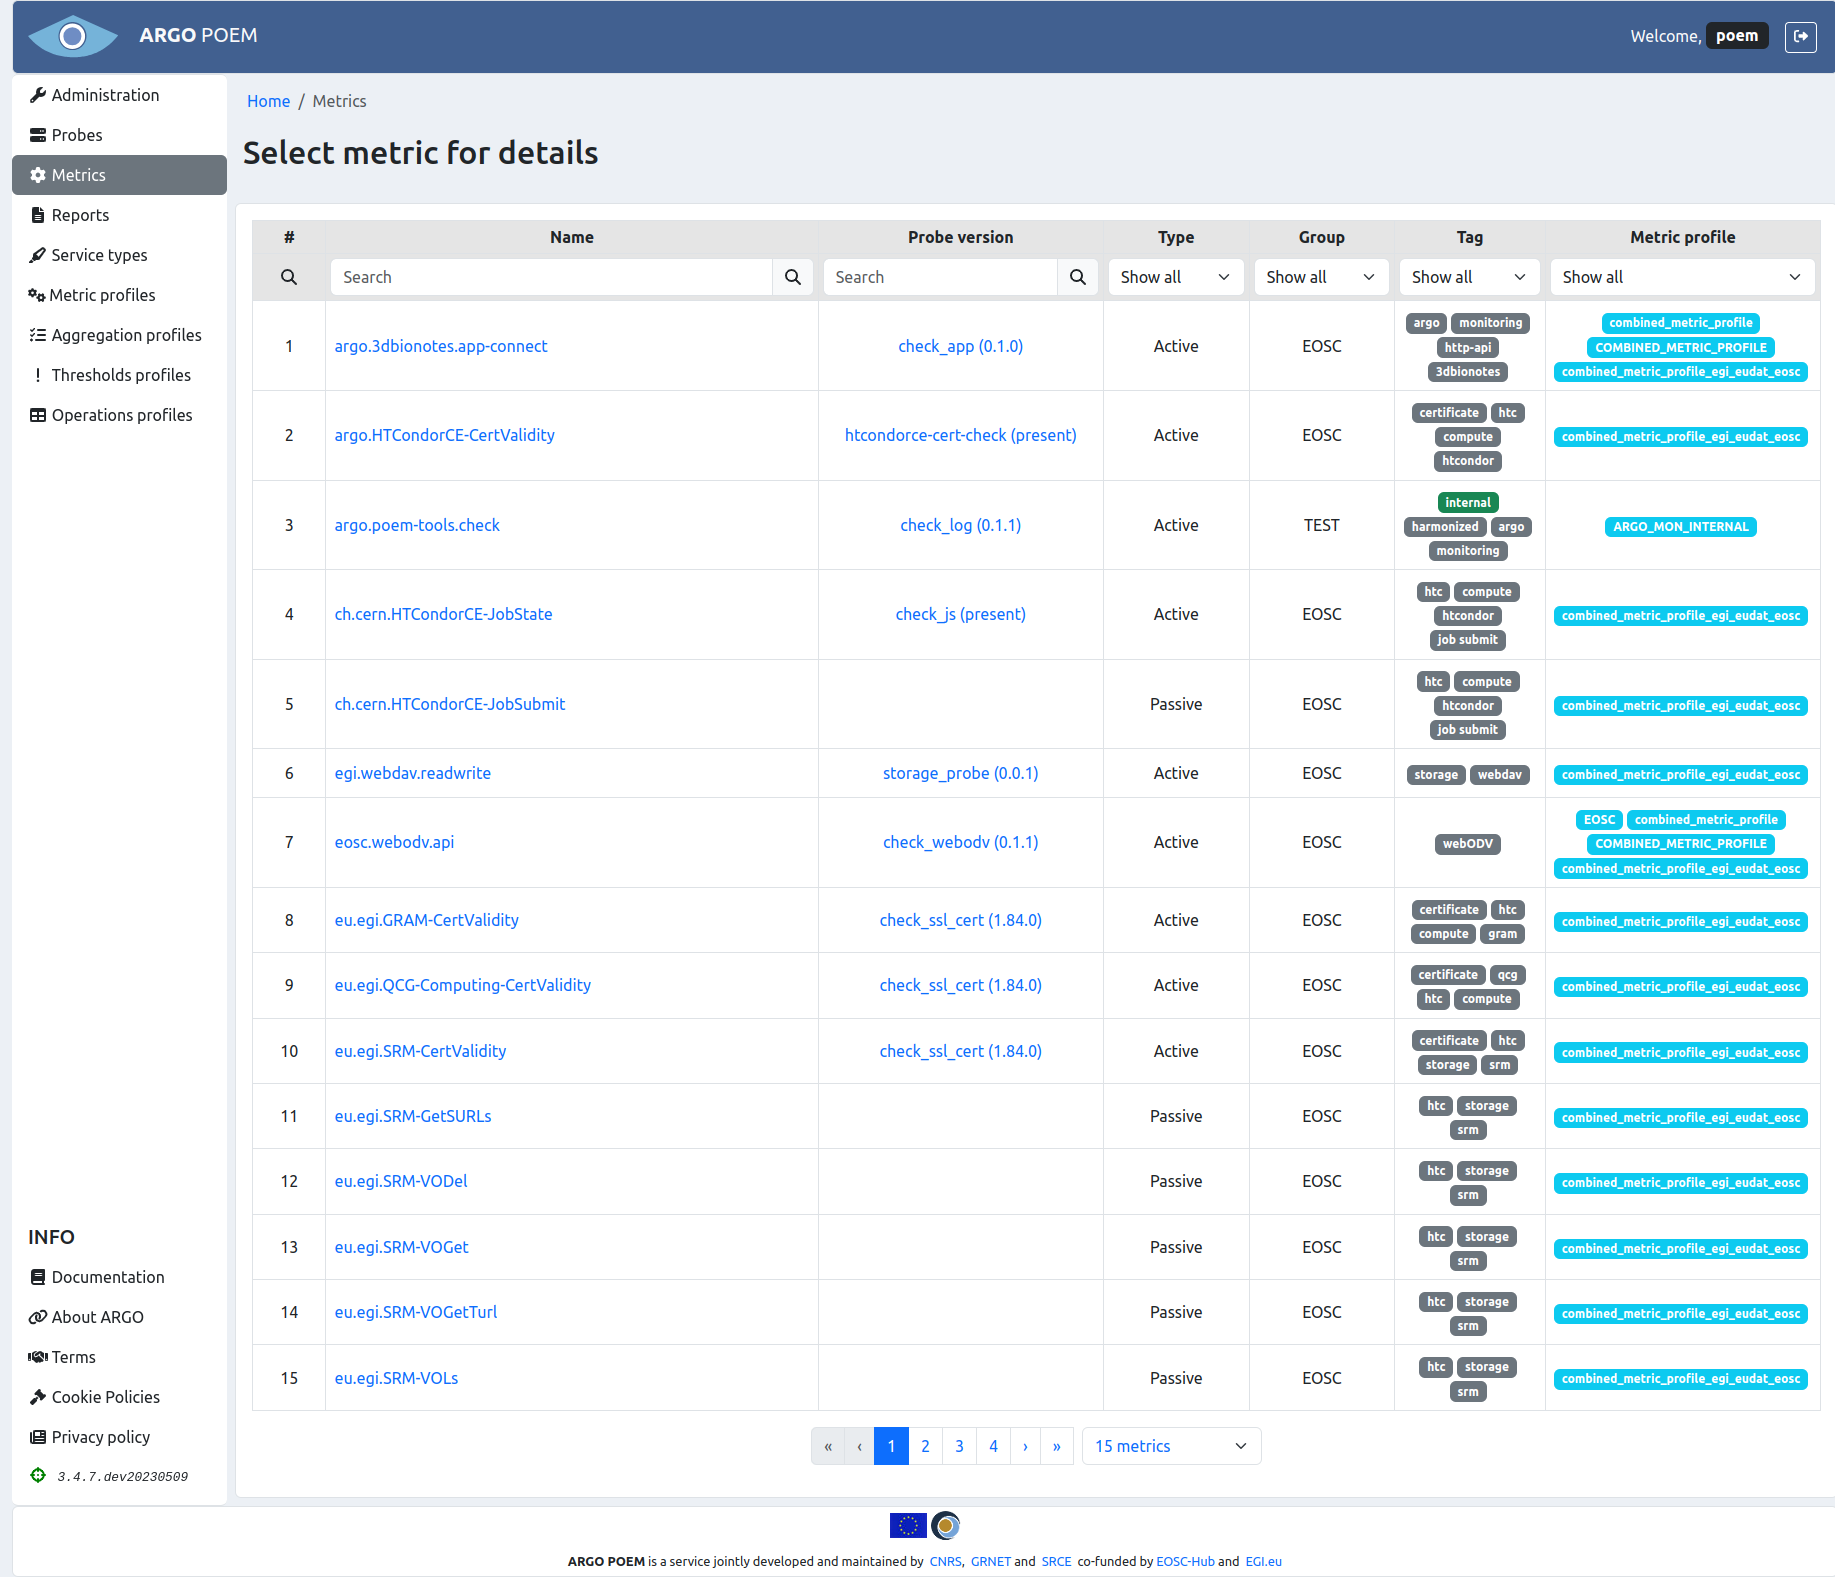 ARGO POEM
Welcome, poem
Administration
Probes
Metrics
Reports
Service types
Metric profiles
Aggregation profiles
Thresholds profiles
Operations profiles
INFO
Documentation
About ARGO
Terms
Cookie Policies
Privacy policy
3.4.7.dev20230509
Home / Metrics
Select metric for details
# Name Probe version Type Group Tag Metric profile
Search Search Show all Show all Show all Show all
1 argo.3dbionotes.app-connect check_app (0.1.0) Active EOSC argo monitoring http-api 3dbionotes combined_metric_profile COMBINED_METRIC_PROFILE combined_metric_profile_egi_eudat_eosc
2 argo.HTCondorCE-CertValidity htcondorce-cert-check (present) Active EOSC certificate htc compute htcondor combined_metric_profile_egi_eudat_eosc
3 argo.poem-tools.check check_log (0.1.1) Active TEST internal harmonized argo monitoring ARGO_MON_INTERNAL
4 ch.cern.HTCondorCE-JobState check_js (present) Active EOSC htc compute htcondor job submit combined_metric_profile_egi_eudat_eosc
5 ch.cern.HTCondorCE-JobSubmit Passive EOSC htc compute htcondor job submit combined_metric_profile_egi_eudat_eosc
6 egi.webdav.readwrite storage_probe (0.0.1) Active EOSC storage webdav combined_metric_profile_egi_eudat_eosc
7 eosc.webodv.api check_webodv (0.1.1) Active EOSC webODV EOSC combined_metric_profile COMBINED_METRIC_PROFILE combined_metric_profile_egi_eudat_eosc
8 eu.egi.GRAM-CertValidity check_ssl_cert (1.84.0) Active EOSC certificate htc compute gram combined_metric_profile_egi_eudat_eosc
9 eu.egi.QCG-Computing-CertValidity check_ssl_cert (1.84.0) Active EOSC certificate qcg htc compute combined_metric_profile_egi_eudat_eosc
10 eu.egi.SRM-CertValidity check_ssl_cert (1.84.0) Active EOSC certificate htc storage srm combined_metric_profile_egi_eudat_eosc
11 eu.egi.SRM-GetSURLs Passive EOSC htc storage srm combined_metric_profile_egi_eudat_eosc
12 eu.egi.SRM-VODel Passive EOSC htc storage srm combined_metric_profile_egi_eudat_eosc
13 eu.egi.SRM-VOGet Passive EOSC htc storage srm combined_metric_profile_egi_eudat_eosc
14 eu.egi.SRM-VOGetTurl Passive EOSC htc storage srm combined_metric_profile_egi_eudat_eosc
15 eu.egi.SRM-VOLs Passive EOSC htc storage srm combined_metric_profile_egi_eudat_eosc
« ‹ 1 2 3 4 › » 15 metrics
ARGO POEM is a service jointly developed and maintained by CNRS, GRNET and SRCE co-funded by EOSC-Hub and EGI.eu